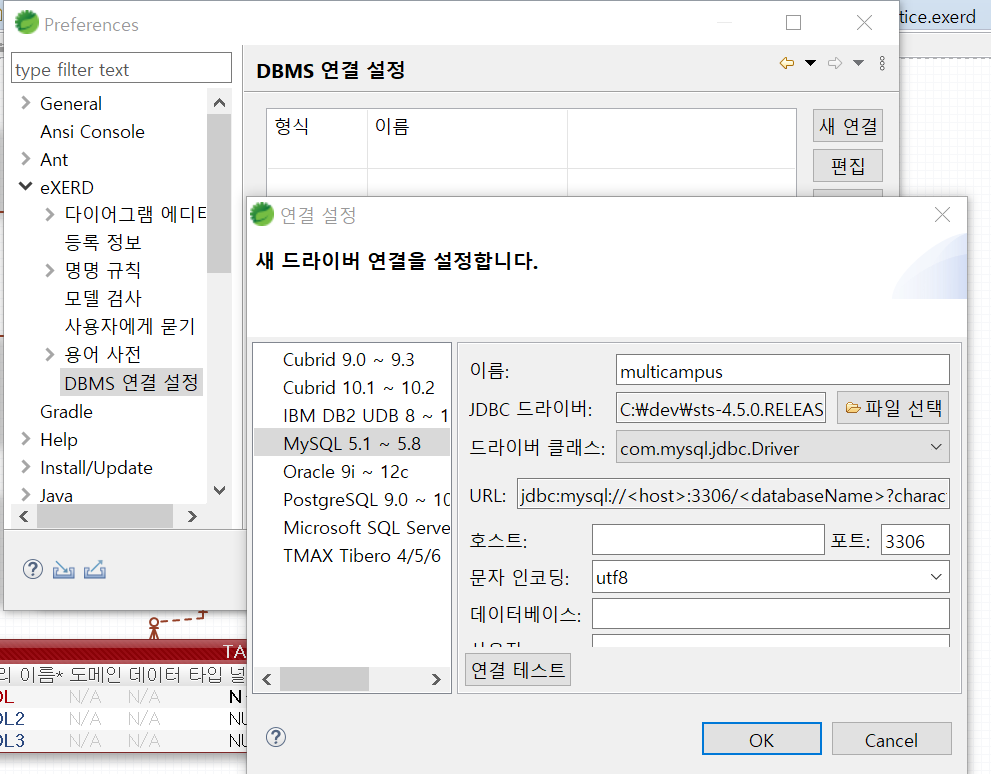 Preferences
tice.exerd
type filter text
DBMS 연결 설정
General
Ansi Console
Ant
eXERD
다이어그램 에디터
등록 정보
명명 규칙
모델 검사
사용자에게 묻기
용어 사전
DBMS 연결 설정
Gradle
Help
Install/Update
Java
형식 이름
새 연결
편집
연결 설정
새 드라이버 연결을 설정합니다.
Cubrid 9.0 ~ 9.3
Cubrid 10.1 ~ 10.2
IBM DB2 UDB 8 ~ 1
MySQL 5.1 ~ 5.8
Oracle 9i ~ 12c
PostgreSQL 9.0 ~ 10
Microsoft SQL Serve
TMAX Tibero 4/5/6
이름: multicampus
JDBC 드라이버: C:\dev\sts-4.5.0.RELEAS 파일 선택
드라이버 클래스: com.mysql.jdbc.Driver
URL: jdbc:mysql://<host>:3306/<databaseName>?charac
호스트: 포트: 3306
문자 인코딩: utf8
데이터베이스:
연결 테스트
OK Cancel
TA
의 이름* 도메인 데이터 타입 널
OL N/A N/A N
OL2 N/A N/A NU
OL3 N/A N/A NU